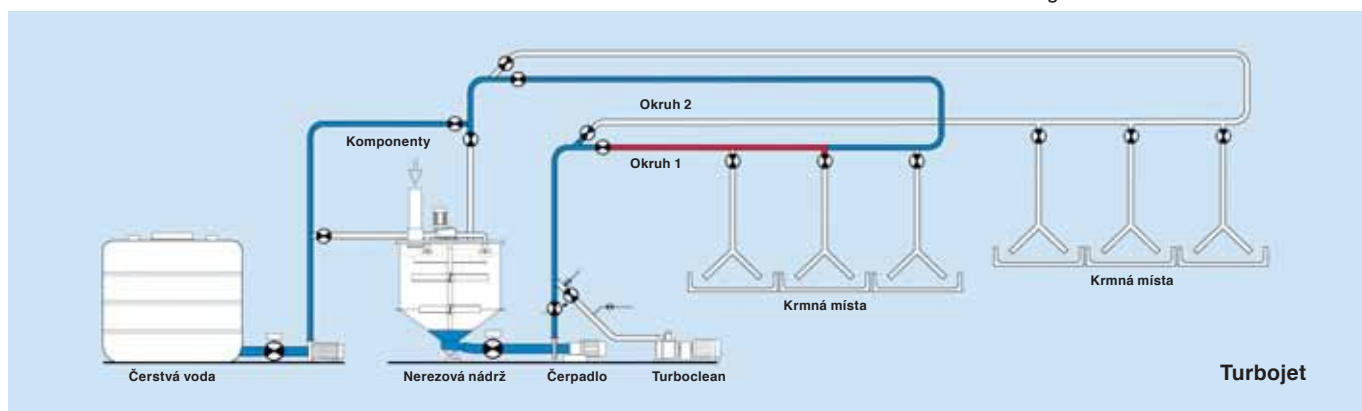 Okruh 2
Komponenty
Okruh 1
Krmná místa
Krmná místa
Čerstvá voda
Nerezová nádrž
Čerpadlo
Turboclean
Turbojet